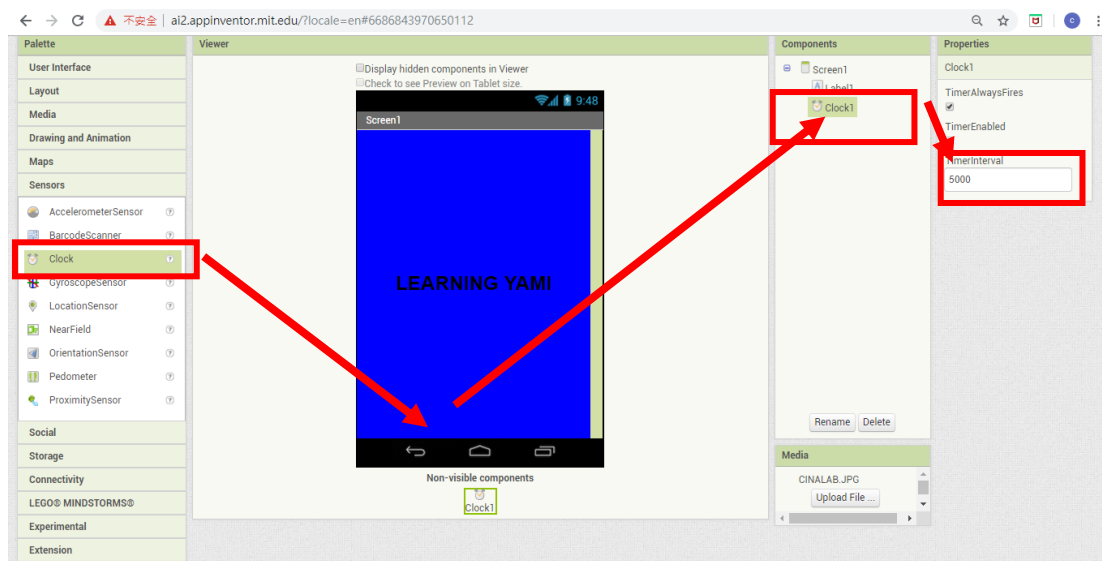 不安全 | ai2.appinventor.mit.edu/?locale=en#6686843970650112
Palette
User Interface
Layout
Media
Drawing and Animation
Maps
Sensors
AccelerometerSensor
BarcodeScanner
Clock
GyroscopeSensor
LocationSensor
NearField
OrientationSensor
Pedometer
ProximitySensor
Social
Storage
Connectivity
LEGO® MINDSTORMS®
Experimental
Extension
Viewer
Display hidden components in Viewer
Check to see Preview on Tablet size.
9:48
Screen1
LEARNING YAMI
Non-visible components
Clock1
Components
Screen1
Label1
Clock1
Rename Delete
Media
CINALAB.JPG
Upload File ...
Properties
Clock1
TimerAlwaysFires
TimerEnabled
TimerInterval
5000